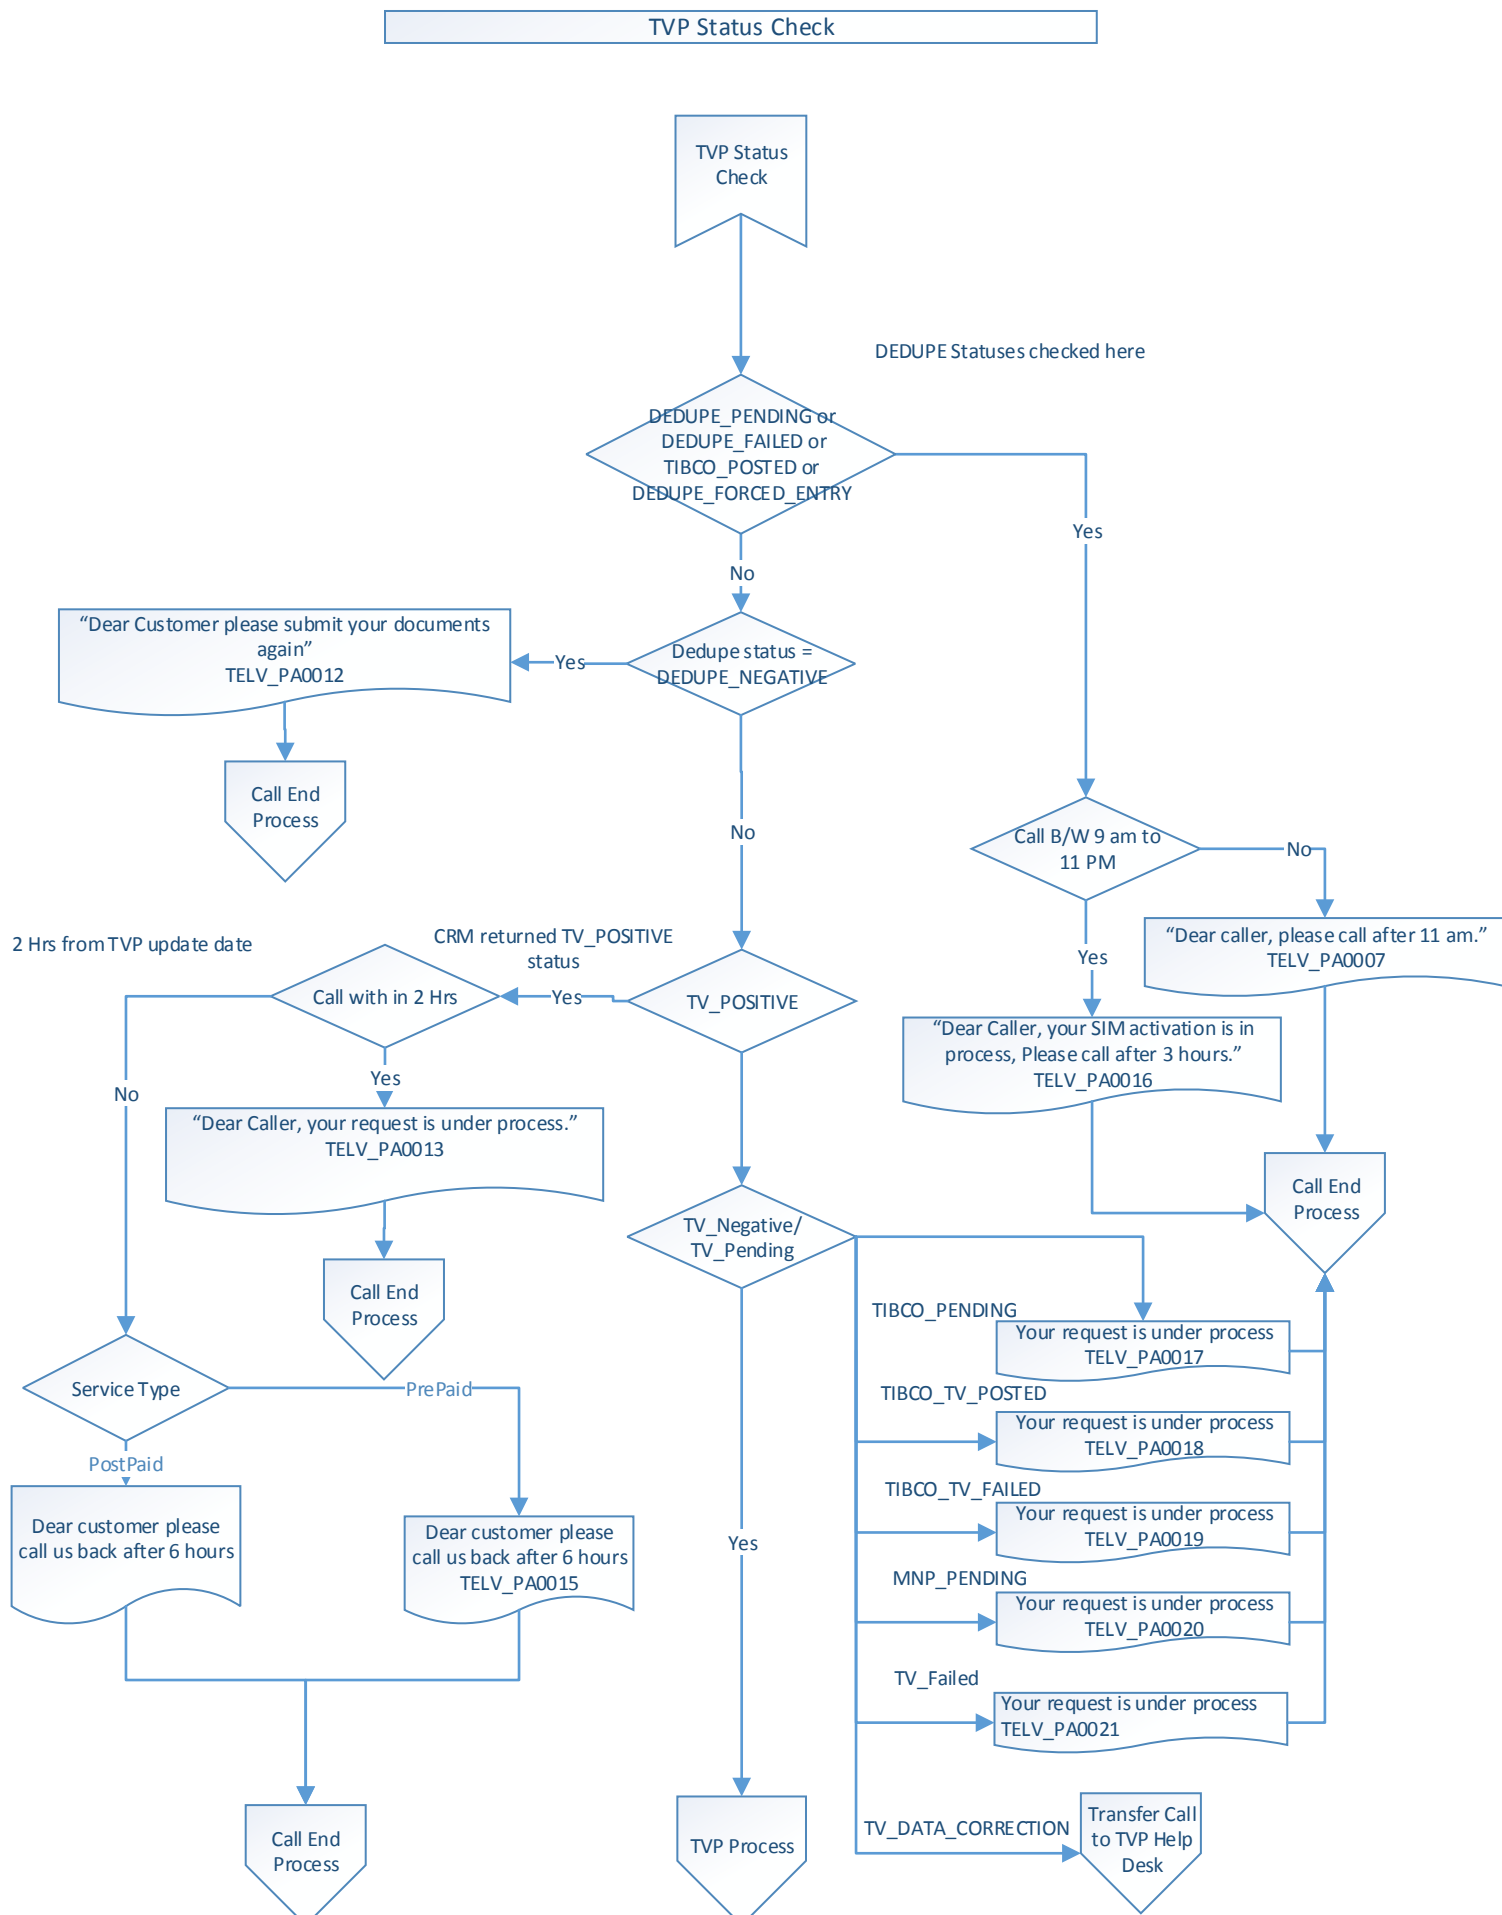 TVP Status Check
TVP Status
Check
DEDUPE Statuses checked here
DEDUPE_PENDING or
DEDUPE_FAILED or
TIBCO_POSTED or
DEDUPE_FORCED_ENTRY
Yes
No
“Dear Customer please submit your documents
again”
TELV_PA0012
Yes
Dedupe status =
DEDUPE_NEGATIVE
Call End
Process
No
Call B/W 9 am to
11 PM
No
2 Hrs from TVP update date
CRM returned TV_POSITIVE
status
Call with in 2 Hrs
Yes
TV_POSITIVE
Yes
“Dear caller, please call after 11 am.”
TELV_PA0007
“Dear Caller, your SIM activation is in
process, Please call after 3 hours.”
TELV_PA0016
No
Yes
“Dear Caller, your request is under process.”
TELV_PA0013
Call End
Process
TV_Negative/
TV_Pending
Call End
Process
TIBCO_PENDING
Your request is under process
TELV_PA0017
Service Type
PrePaid
TIBCO_TV_POSTED
Your request is under process
TELV_PA0018
PostPaid
TIBCO_TV_FAILED
Your request is under process
TELV_PA0019
Dear customer please
call us back after 6 hours
Dear customer please
call us back after 6 hours
TELV_PA0015
Yes
MNP_PENDING
Your request is under process
TELV_PA0020
TV_Failed
Your request is under process
TELV_PA0021
Call End
Process
TVP Process
TV_DATA_CORRECTION
Transfer Call
to TVP Help
Desk